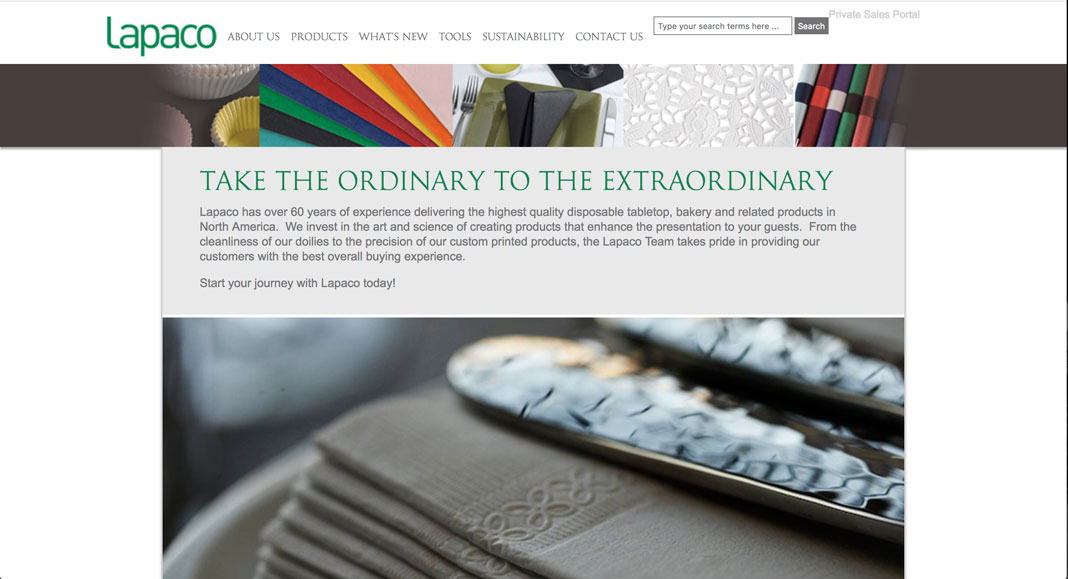 Lapaco
ABOUT US PRODUCTS WHAT'S NEW TOOLS SUSTAINABILITY CONTACT US
Type your search terms here ... Search
Private Sales Portal
TAKE THE ORDINARY TO THE EXTRAORDINARY
Lapaco has over 60 years of experience delivering the highest quality disposable tabletop, bakery and related products in
North America.  We invest in the art and science of creating products that enhance the presentation to your guests.  From the
cleanliness of our doilies to the precision of our custom printed products, the Lapaco Team takes pride in providing our
customers with the best overall buying experience.
Start your journey with Lapaco today!